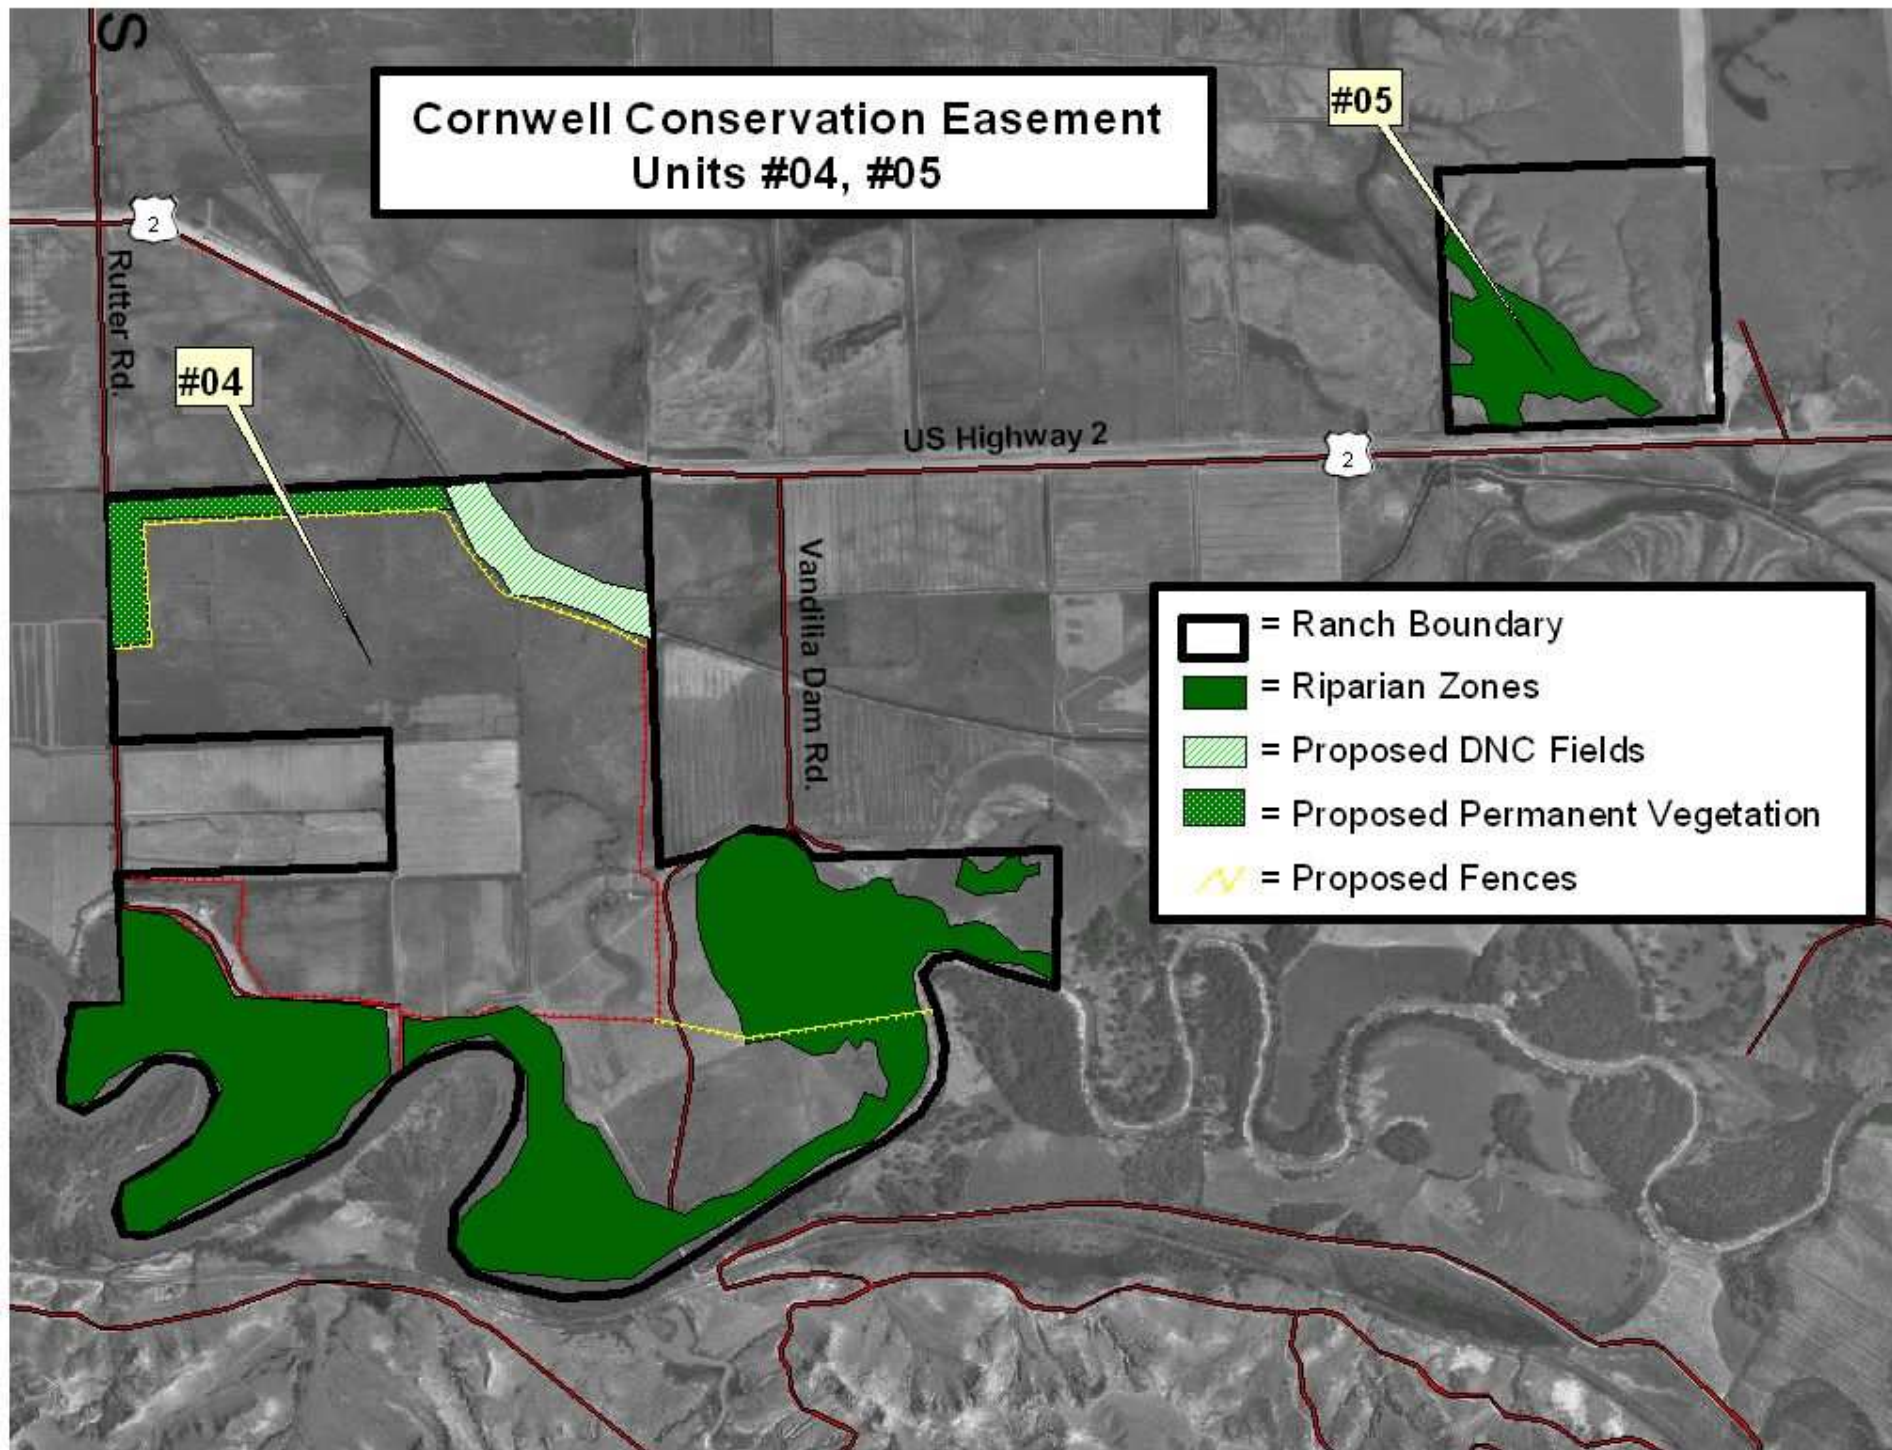 S
Cornwell Conservation Easement
Units #04, #05
#05
2
Rutter Rd.
#04
US Highway 2
2
Vandilia Dam Rd.
= Ranch Boundary
= Riparian Zones
= Proposed DNC Fields
= Proposed Permanent Vegetation
= Proposed Fences